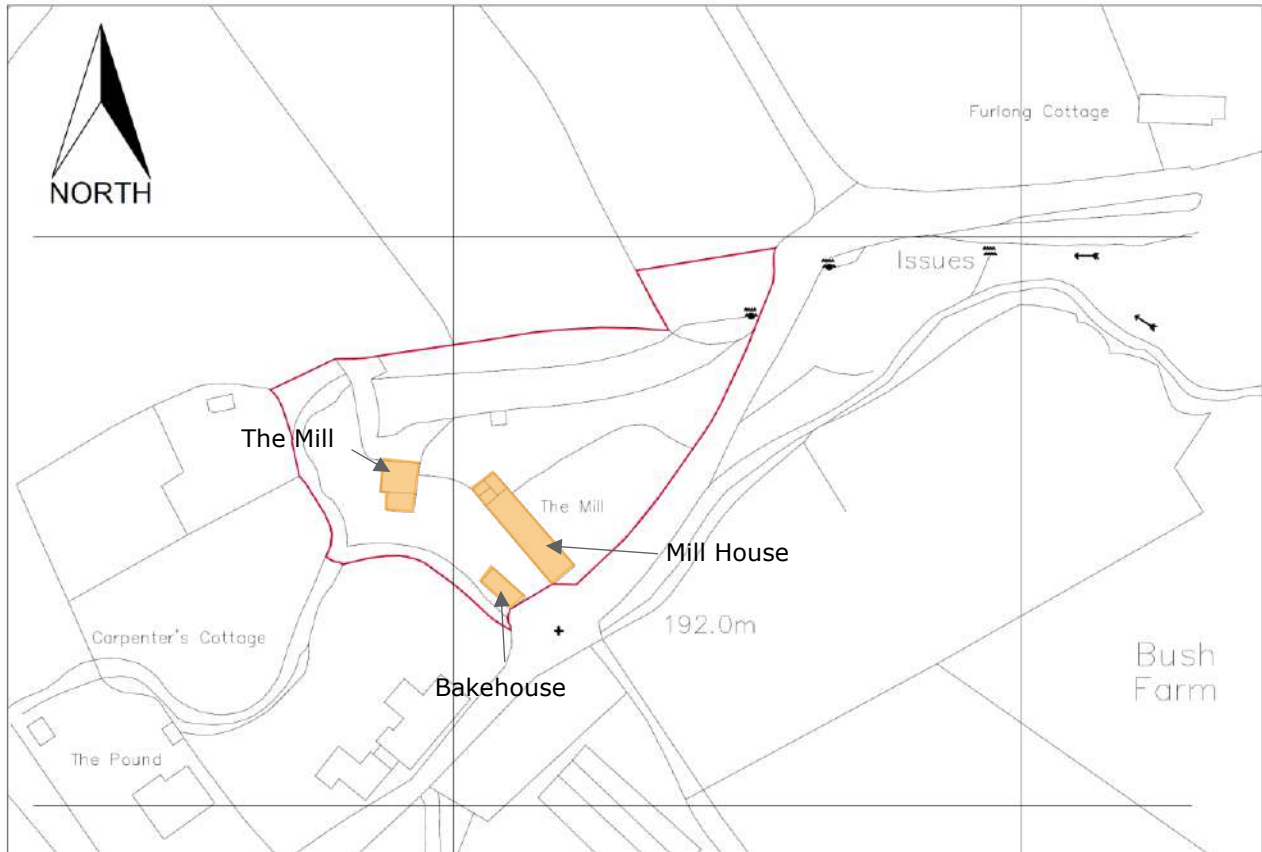 NORTH
Furlong Cottage
Issues
The Mill
The Mill
Mill House
192.0m
Carpenter's Cottage
Bakehouse
Bush
Farm
The Pound